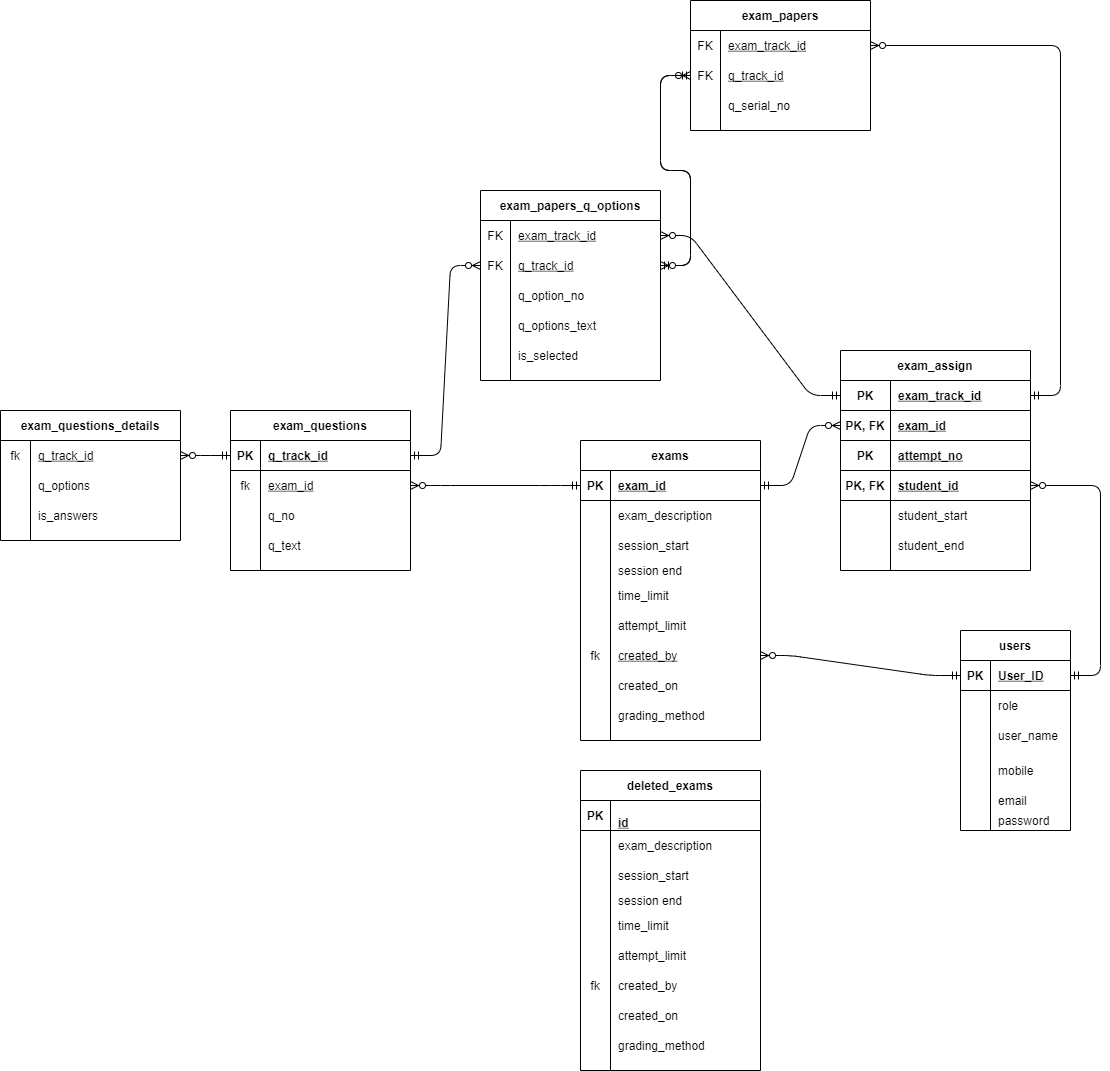 exam_papers
FK exam_track_id
FK q_track_id
q_serial_no
exam_papers_q_options
FK exam_track_id
FK q_track_id
q_option_no
q_options_text
is_selected
exam_assign
PK exam_track_id
PK, FK exam_id
PK attempt_no
PK, FK student_id
student_start
student_end
exam_questions_details
fk q_track_id
q_options
is_answers
exam_questions
PK q_track_id
fk exam_id
q_no
q_text
exams
PK exam_id
exam_description
session_start
session end
time_limit
attempt_limit
fk created_by
created_on
grading_method
users
PK User_ID
role
user_name
mobile
email
password
deleted_exams
PK id
exam_description
session_start
session end
time_limit
attempt_limit
fk created_by
created_on
grading_method